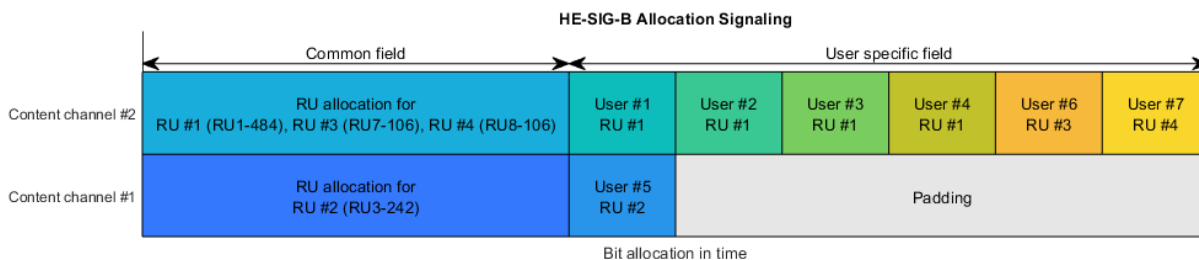 HE-SIG-B Allocation Signaling
Common field
User specific field
Content channel #2
RU allocation for
RU #1 (RU1-484), RU #3 (RU7-106), RU #4 (RU8-106)
User #1
RU #1
User #2
RU #1
User #3
RU #1
User #4
RU #1
User #6
RU #3
User #7
RU #4
Content channel #1
RU allocation for
RU #2 (RU3-242)
User #5
RU #2
Padding
Bit allocation in time